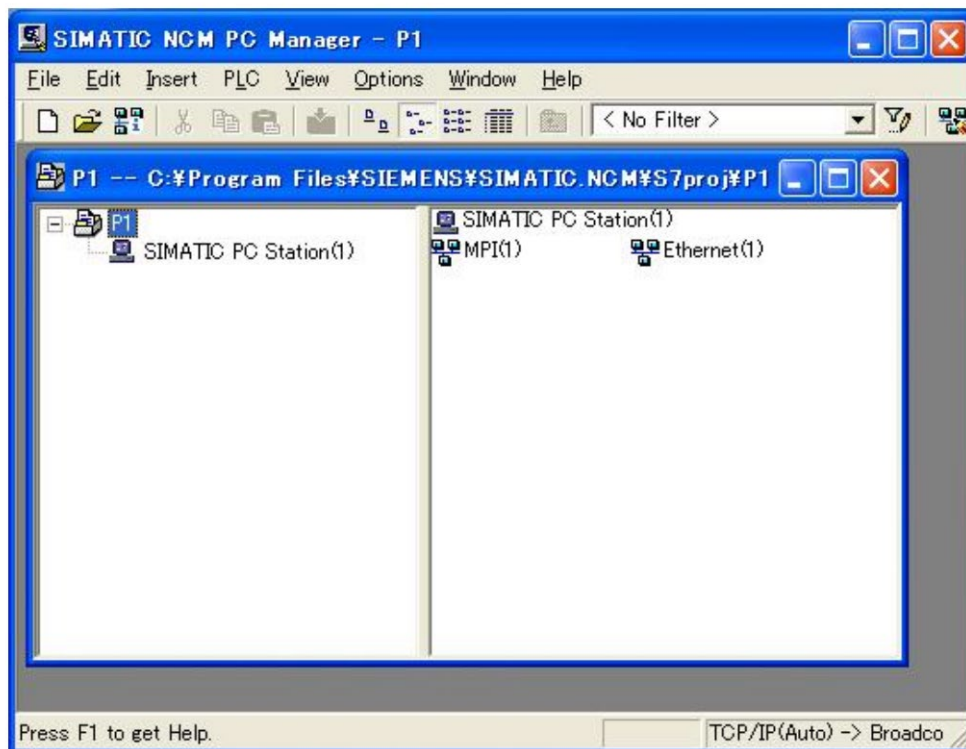 SIMATIC NCM PC Manager - P1
File Edit Insert PLC View Options Window Help
< No Filter >
P1 -- C:¥Program Files¥SIEMENS¥SIMATIC.NCM¥S7proj¥P1
P1
SIMATIC PC Station(1)
SIMATIC PC Station(1)
MPI(1) Ethernet(1)
Press F1 to get Help.
TCP/IP(Auto) -> Broadco